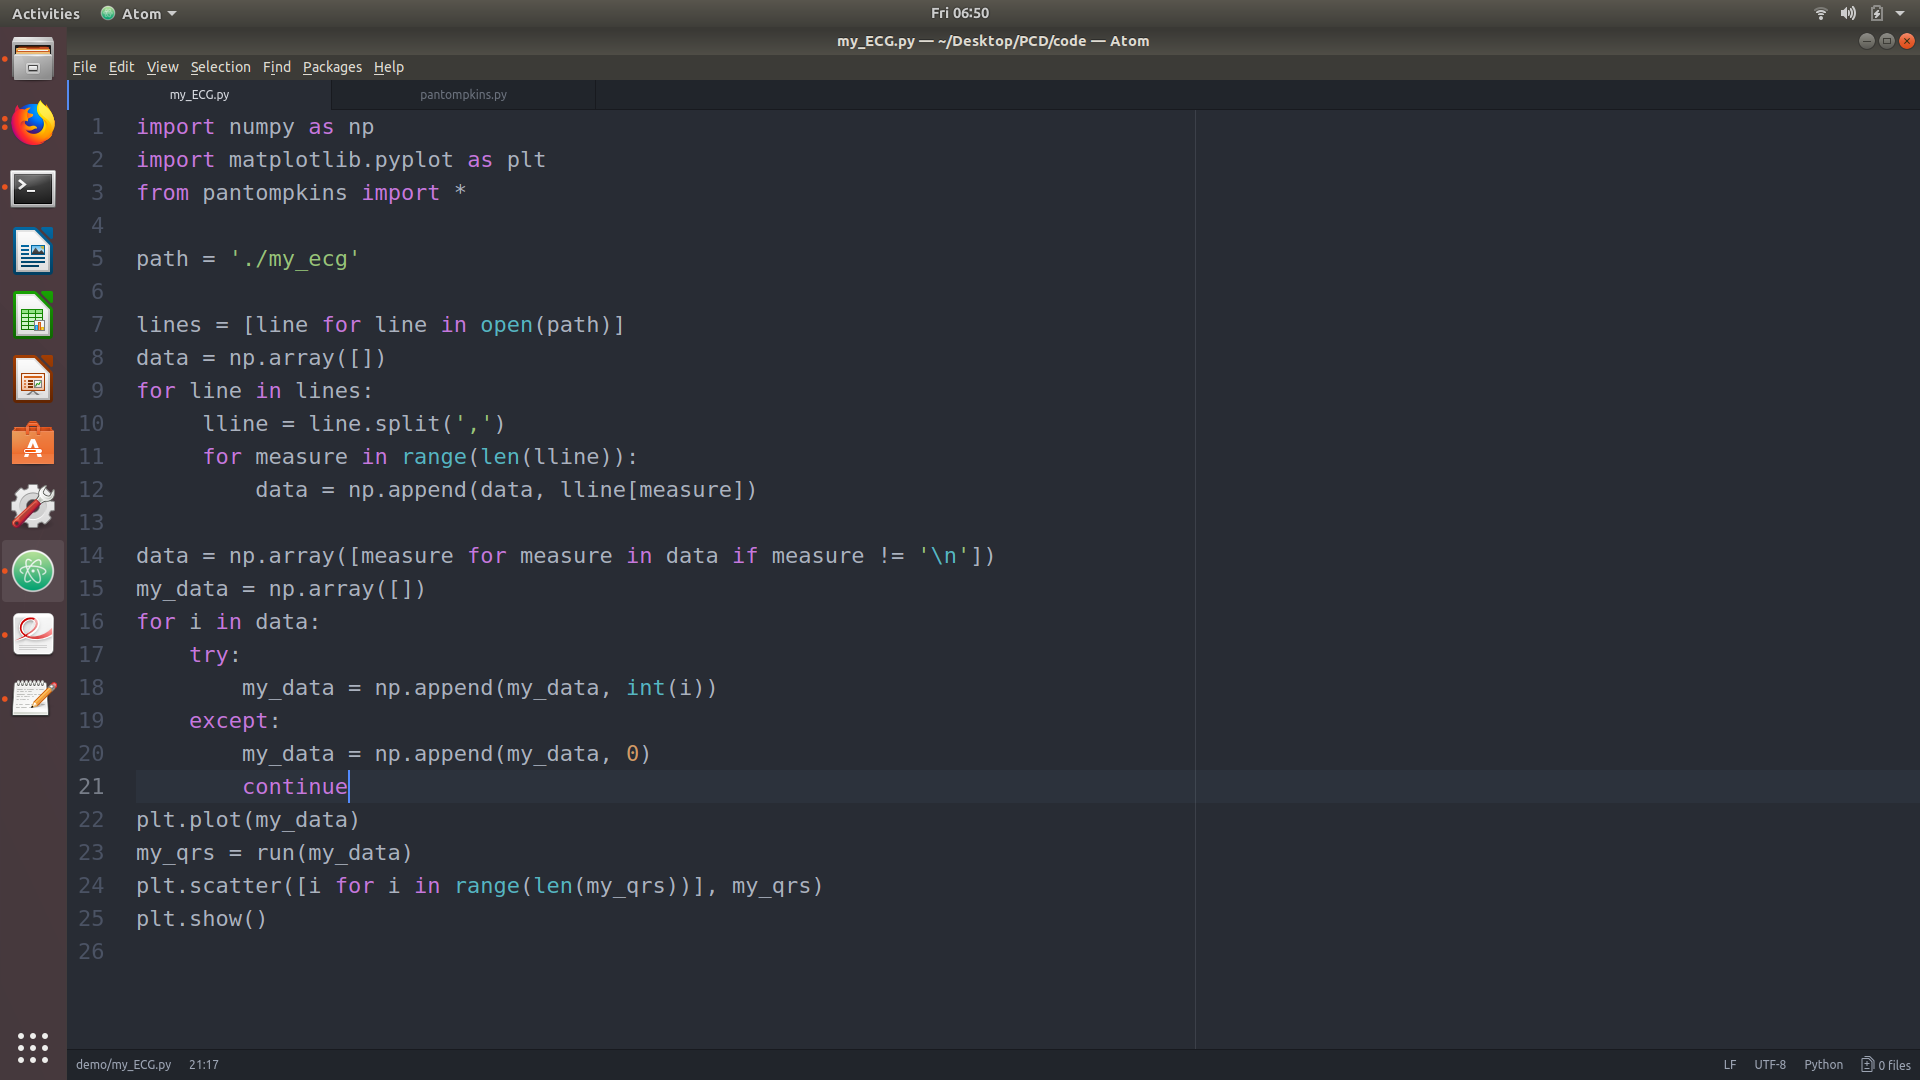 Activities Atom Fri 06:50
my_ECG.py — ~/Desktop/PCD/code — Atom
File Edit View Selection Find Packages Help
my_ECG.py pantompkins.py
1 import numpy as np
2 import matplotlib.pyplot as plt
3 from pantompkins import *
4
5 path = './my_ecg'
6
7 lines = [line for line in open(path)]
8 data = np.array([])
9 for line in lines:
10 lline = line.split(',')
11 for measure in range(len(lline)):
12 data = np.append(data, lline[measure])
13
14 data = np.array([measure for measure in data if measure != '\n'])
15 my_data = np.array([])
16 for i in data:
17 try:
18 my_data = np.append(my_data, int(i))
19 except:
20 my_data = np.append(my_data, 0)
21 continue
22 plt.plot(my_data)
23 my_qrs = run(my_data)
24 plt.scatter([i for i in range(len(my_qrs))], my_qrs)
25 plt.show()
26
demo/my_ECG.py 21:17 LF UTF-8 Python 0 files